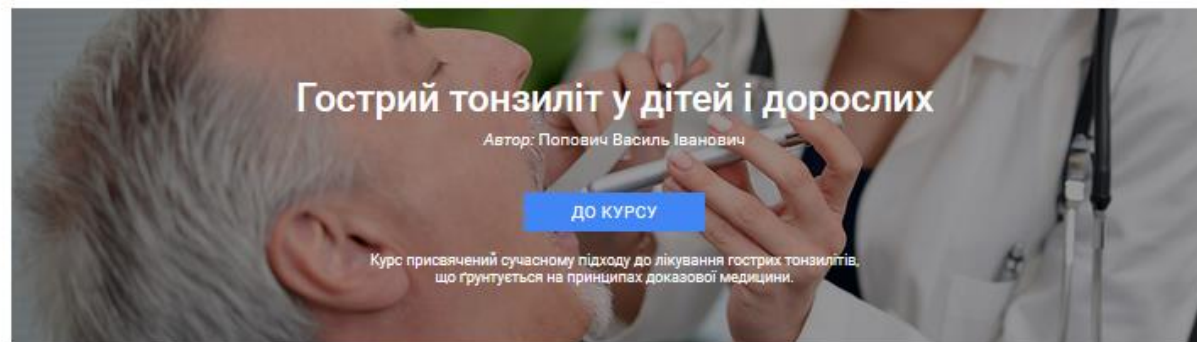 Гострий тонзиліт у дітей і дорослих
Автор: Попович Василь Іванович
ДО КУРСУ
Курс присвячений сучасному підходу до лікування гострих тонзилітів,
що ґрунтується на принципах доказової медицини.